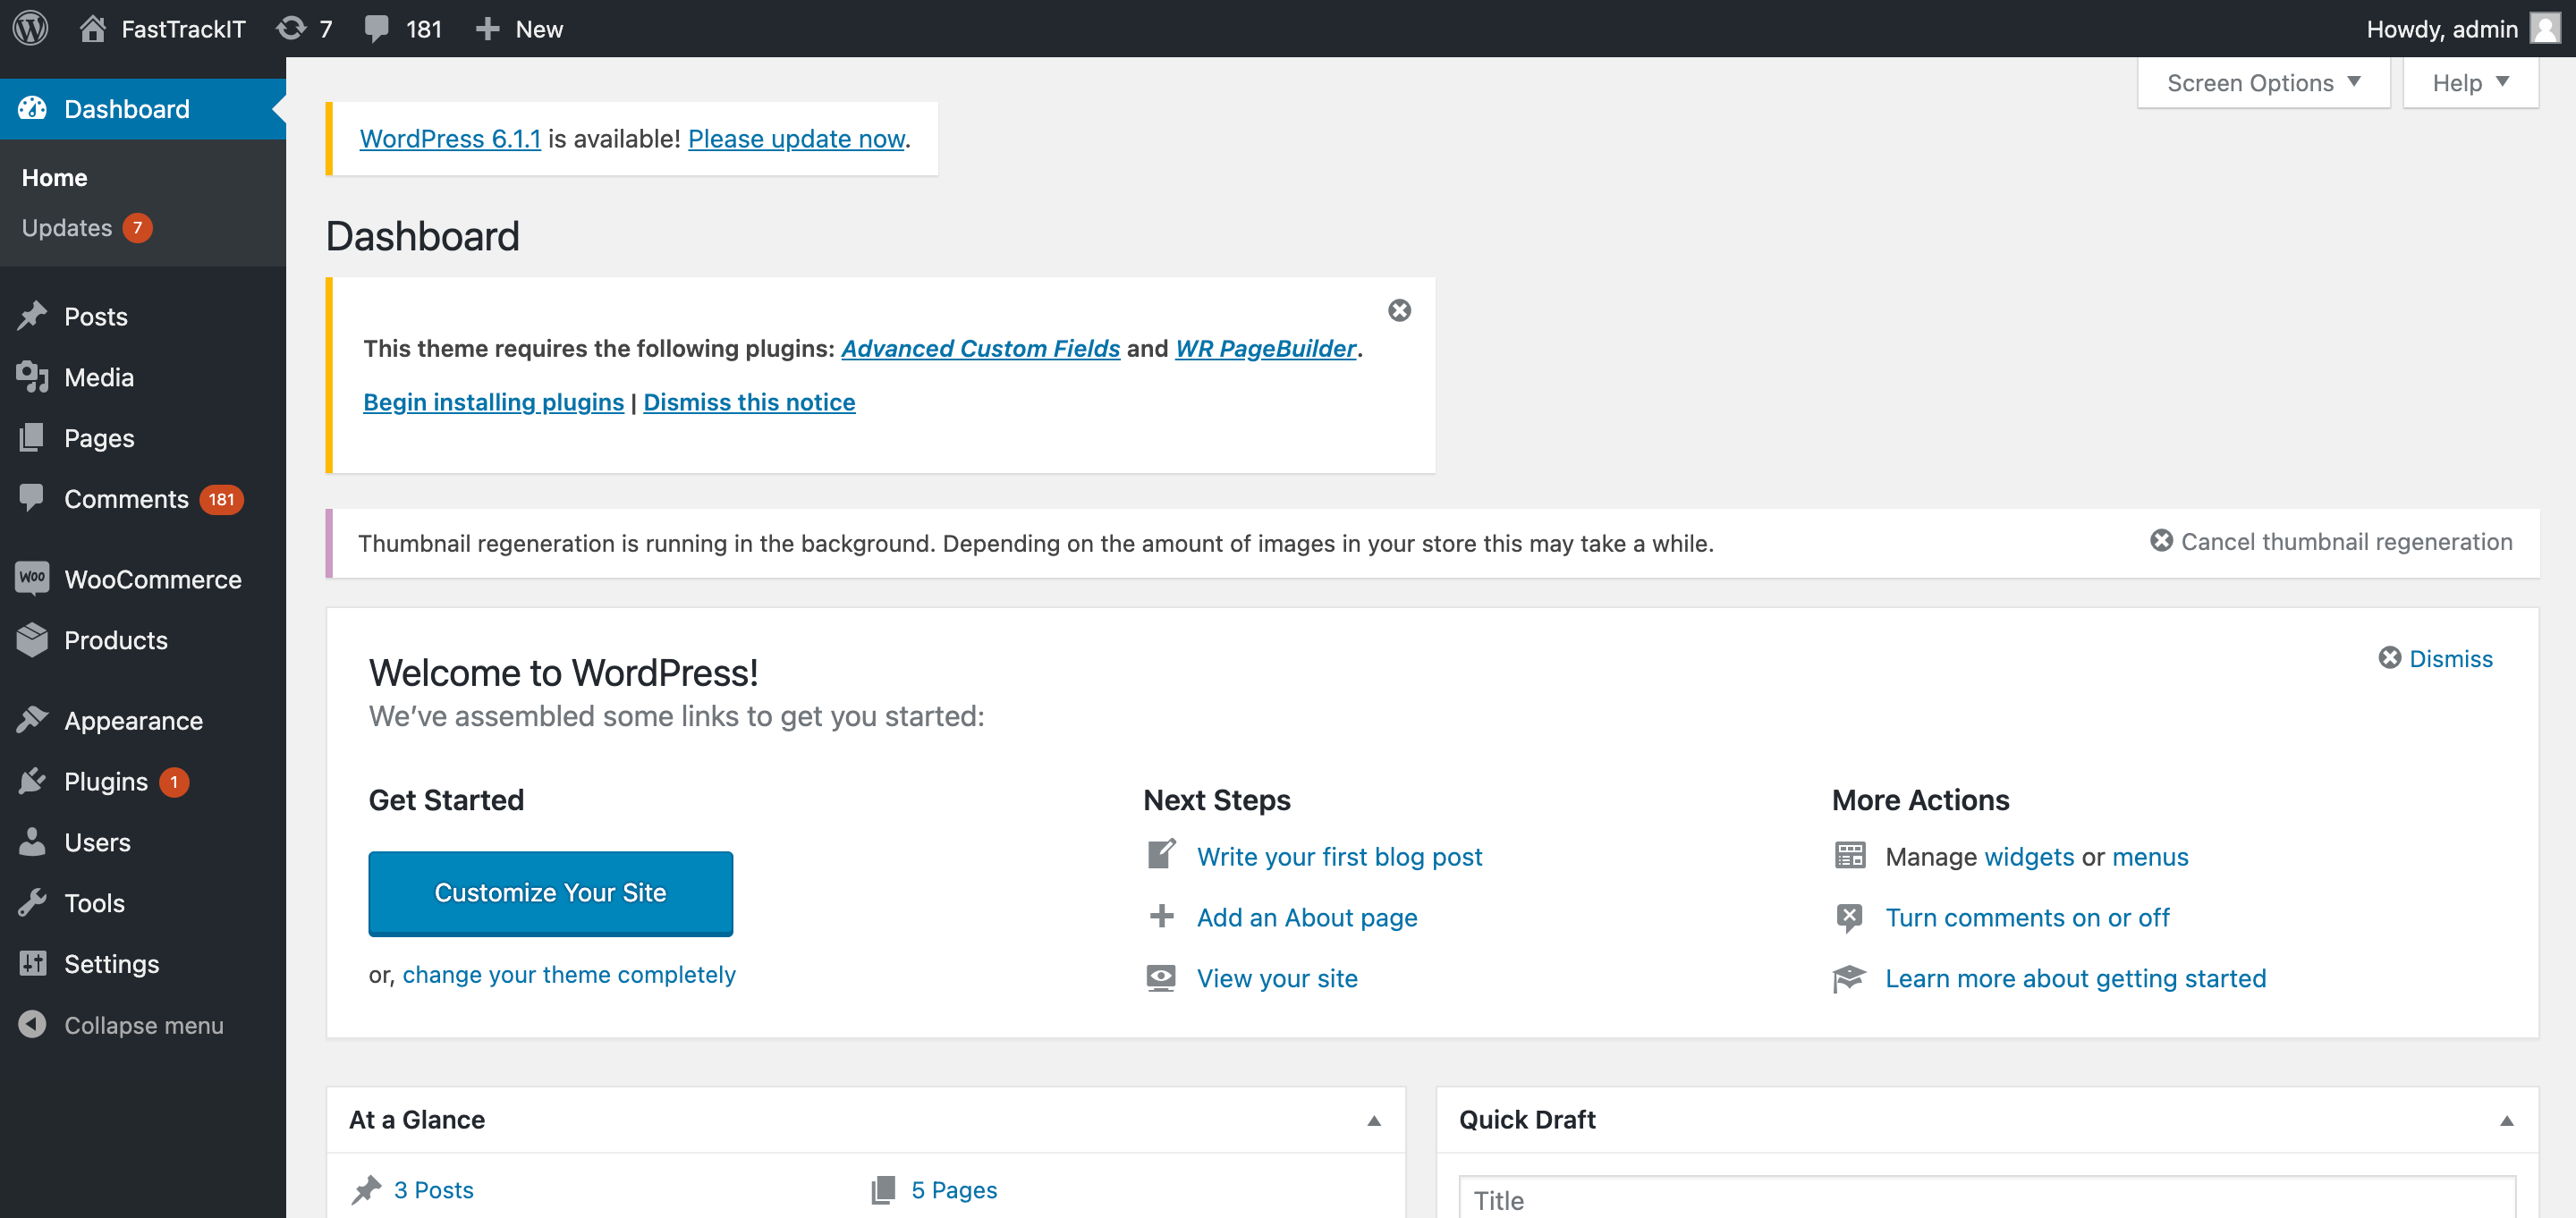 FastTrackIT 7 181 New Howdy, admin
Screen Options Help
Dashboard
Home
Updates 7
Posts
Media
Pages
Comments 181
Woo WooCommerce
Products
Appearance
Plugins 1
Users
Tools
Settings
Collapse menu
WordPress 6.1.1 is available! Please update now.
Dashboard
This theme requires the following plugins: Advanced Custom Fields and WR PageBuilder.
Begin installing plugins | Dismiss this notice
Thumbnail regeneration is running in the background. Depending on the amount of images in your store this may take a while. Cancel thumbnail regeneration
Welcome to WordPress! Dismiss
We’ve assembled some links to get you started:
Get Started
Customize Your Site
or, change your theme completely
Next Steps
Write your first blog post
Add an About page
View your site
More Actions
Manage widgets or menus
Turn comments on or off
Learn more about getting started
At a Glance
3 Posts 5 Pages
Quick Draft
Title